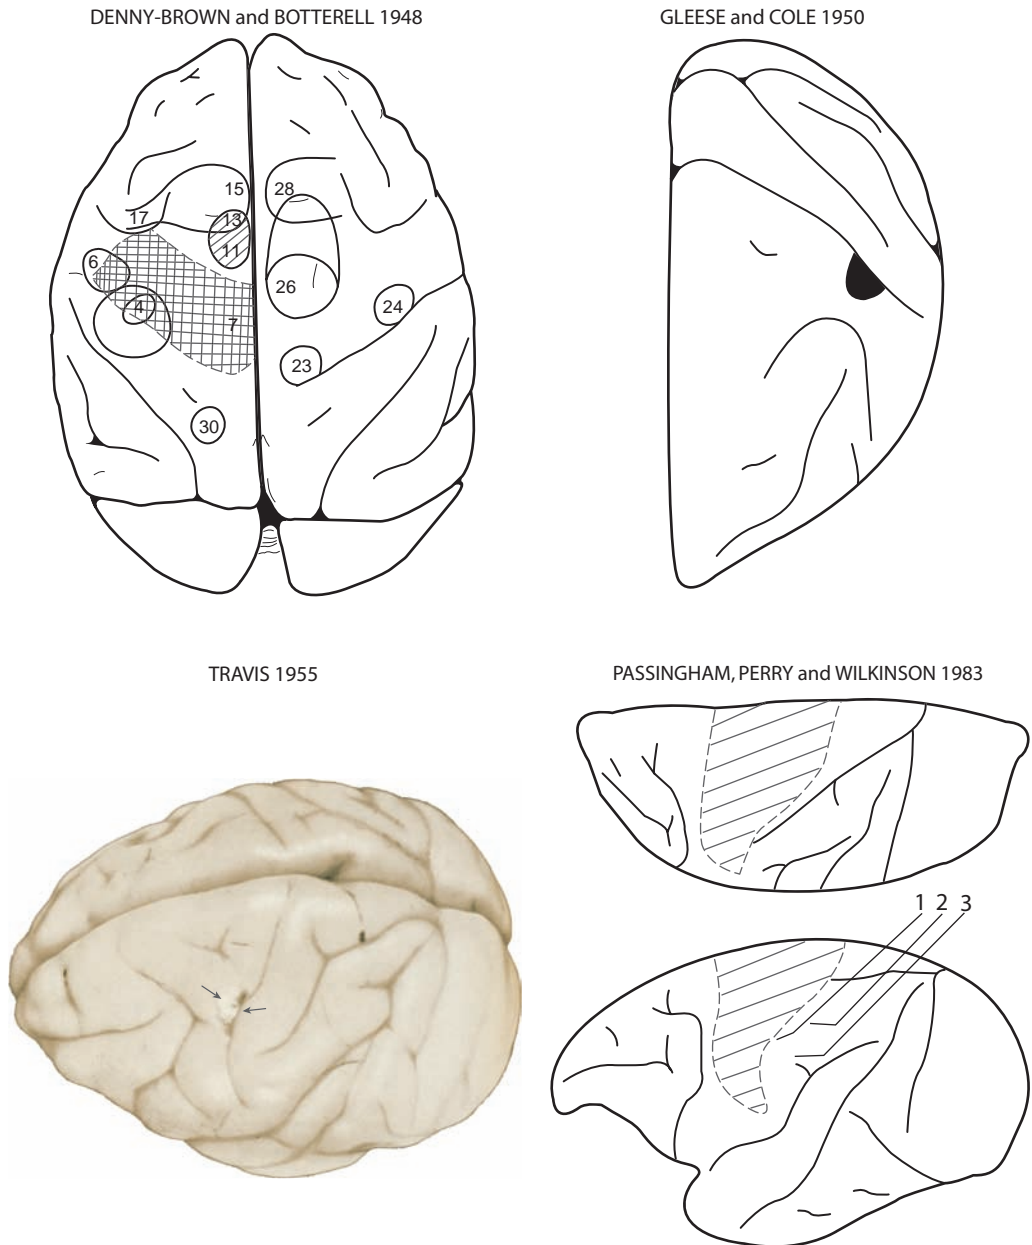 DENNY-BROWN and BOTTERELL 1948
GLEESE and COLE 1950
15
28
17
13
11
6
26
4
7
24
23
30
TRAVIS 1955
PASSINGHAM, PERRY and WILKINSON 1983
1 2 3